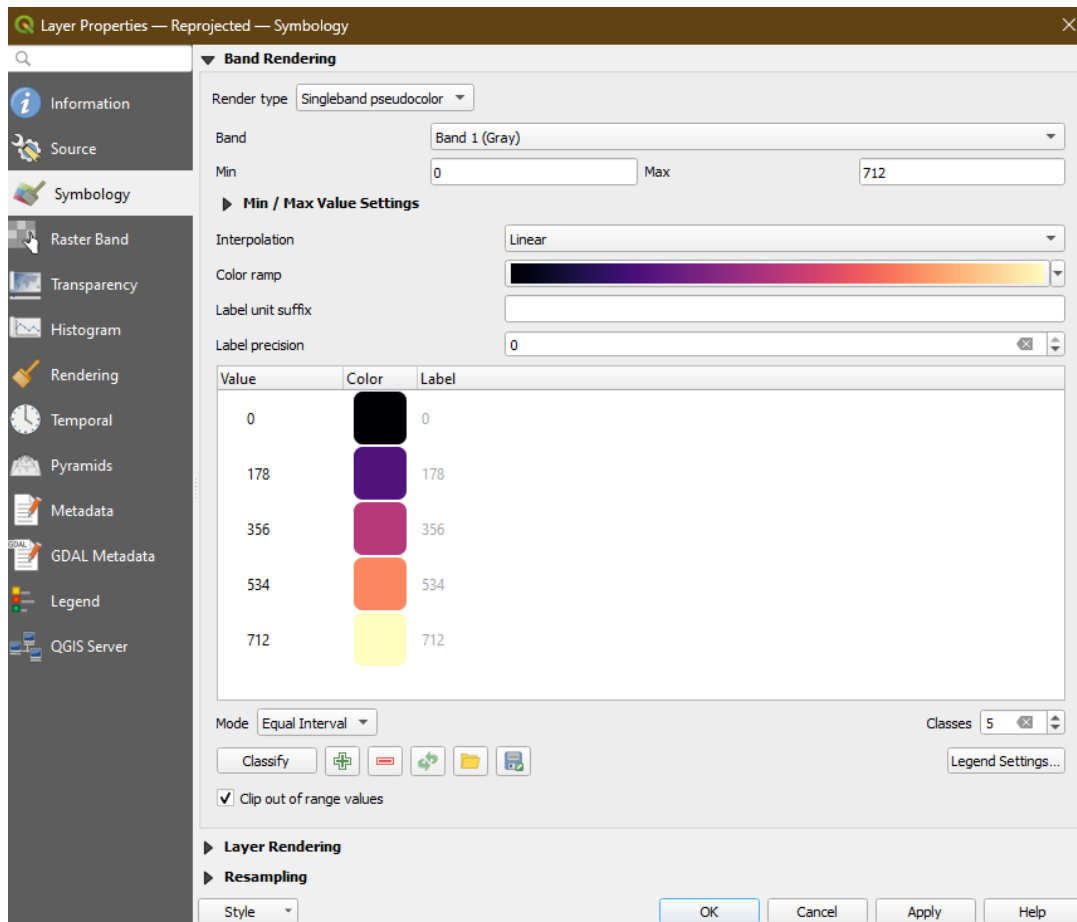 Layer Properties — Reprojected — Symbology
Information
Source
Symbology
Raster Band
Transparency
Histogram
Rendering
Temporal
Pyramids
Metadata
GDAL
GDAL Metadata
Legend
QGIS Server
Band Rendering
Render type Singleband pseudocolor
Band Band 1 (Gray)
Min 0 Max 712
Min / Max Value Settings
Interpolation Linear
Color ramp
Label unit suffix
Label precision 0
Value Color Label
0 0
178 178
356 356
534 534
712 712
Mode Equal Interval Classes 5
Classify Legend Settings...
Clip out of range values
Layer Rendering
Resampling
Style OK Cancel Apply Help